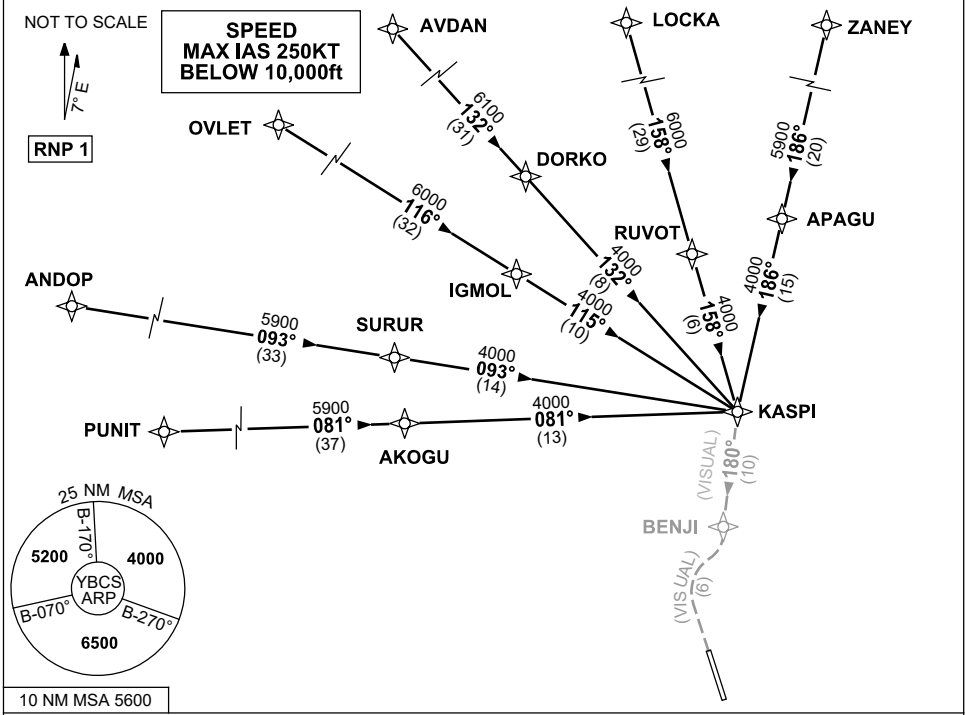 NOT TO SCALE
7° E
RNP 1
SPEED
MAX IAS 250KT
BELOW 10,000ft
AVDAN
LOCKA
ZANEY
6100
132°
(31)
6000
158°
(29)
5900
186°
(20)
OVLET
DORKO
6000
116°
(32)
APAGU
RUVOT
4000
132°
(8)
4000
186°
(15)
ANDOP
IGMOL
4000
115°
(10)
4000
158°
(6)
5900
093°
(33)
SURUR
4000
093°
(14)
KASPI
PUNIT
5900
081°
(37)
AKOGU
4000
081°
(13)
(VISUAL)
180°
(10)
BENJI
(VISUAL)
(6)
25 NM MSA
B-170°
5200
4000
YBCS
ARP
B-070°
B-270°
6500
10 NM MSA 5600